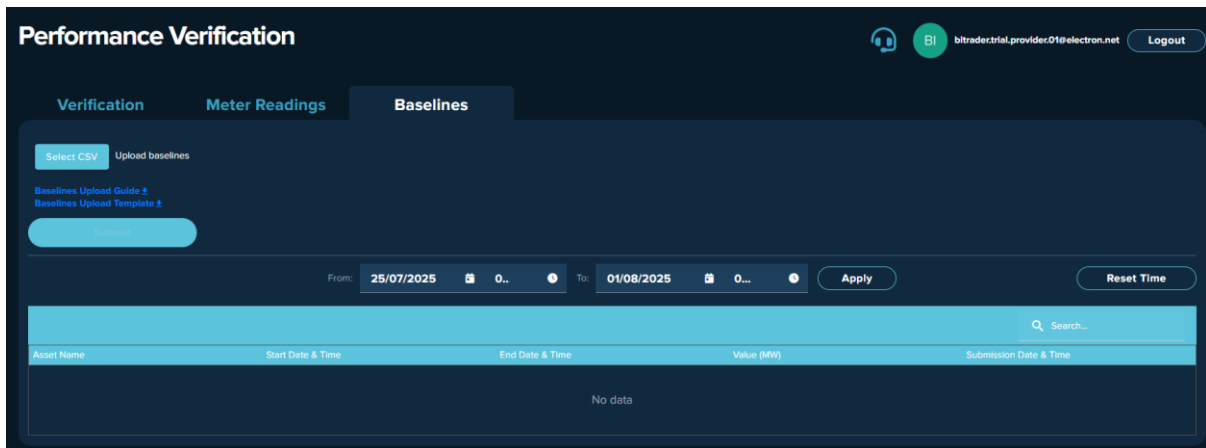 Performance Verification
BI
bitrader.trial.provider.01@electron.net
Logout
Verification
Meter Readings
Baselines
Select CSV
Upload baselines
Baselines Upload Guide
Baselines Upload Template
Submit
From: 25/07/2025 0.. To: 01/08/2025 0... Apply
Reset Time
Search...
Asset Name
Start Date & Time
End Date & Time
Value (MW)
Submission Date & Time
No data